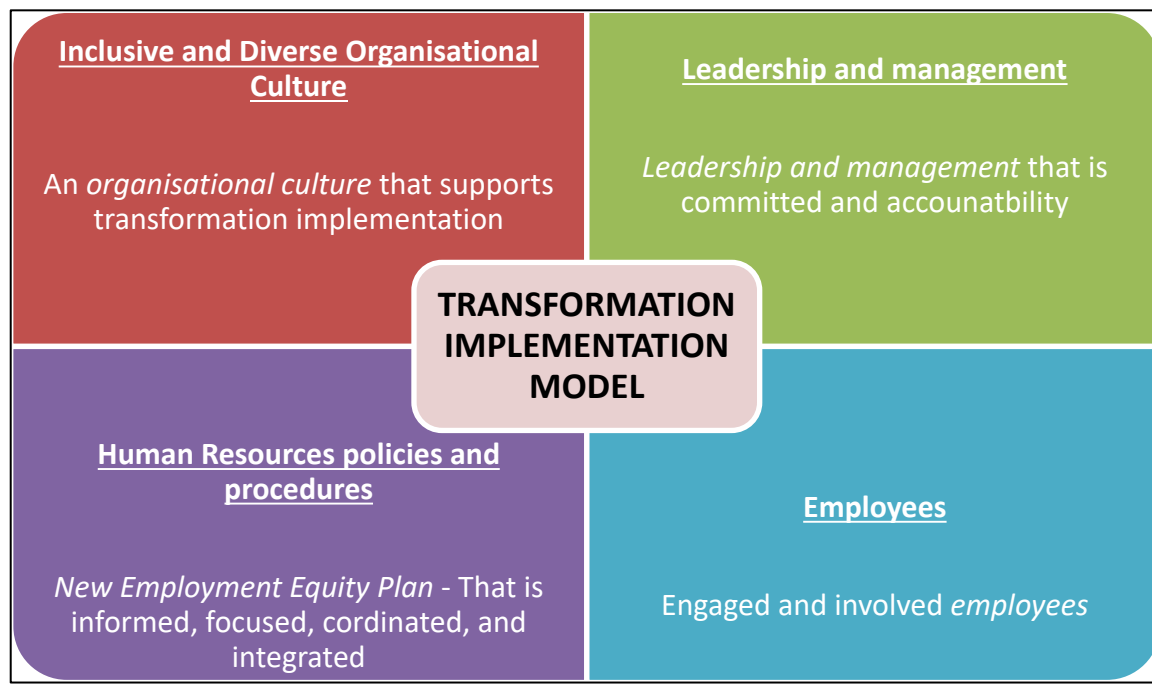 Inclusive and Diverse Organisational
Culture
An organisational culture that supports
transformation implementation
Leadership and management
Leadership and management that is
committed and accounatbility
TRANSFORMATION
IMPLEMENTATION
MODEL
Human Resources policies and
procedures
New Employment Equity Plan - That is
informed, focused, cordinated, and
integrated
Employees
Engaged and involved employees